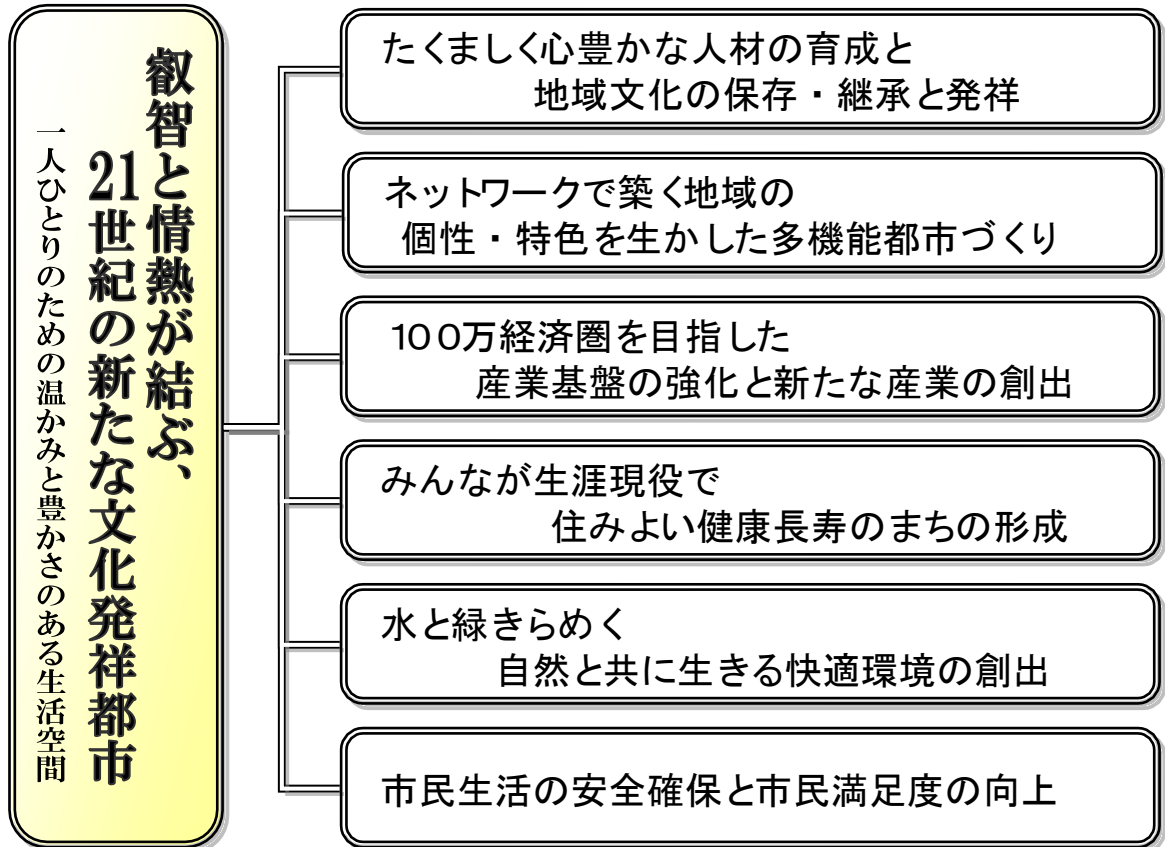 叡智と情熱が結ぶ、
21世紀の新たな文化発祥都市
一人ひとりのための温かみと豊かさのある生活空間
たくましく心豊かな人材の育成と
地域文化の保存・継承と発祥
ネットワークで築く地域の
個性・特色を生かした多機能都市づくり
100万経済圏を目指した
産業基盤の強化と新たな産業の創出
みんなが生涯現役で
住みよい健康長寿のまちの形成
水と緑きらめく
自然と共に生きる快適環境の創出
市民生活の安全確保と市民満足度の向上